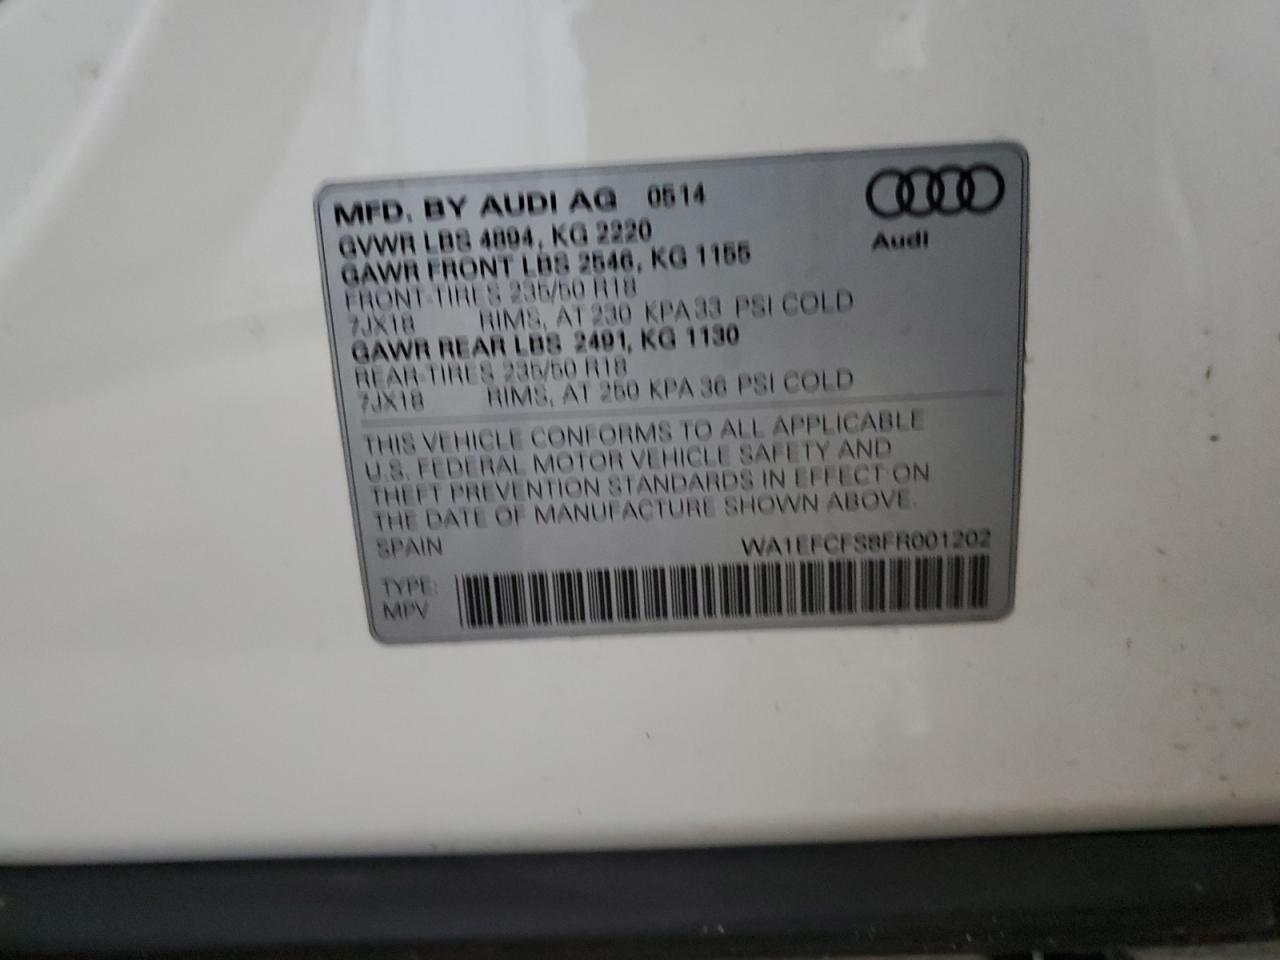 MFD. BY AUDI AG 0514
Audi
GVWR LBS 4894, KG 2220
GAWR FRONT LBS 2546, KG 1155
FRONT-TIRES 235/50 R18
7JX18 RIMS, AT 230 KPA 33 PSI COLD
GAWR REAR LBS 2491, KG 1130
REAR-TIRES 235/50 R18
7JX18 RIMS, AT 250 KPA 36 PSI COLD
THIS VEHICLE CONFORMS TO ALL APPLICABLE
U.S. FEDERAL MOTOR VEHICLE SAFETY AND
THEFT PREVENTION STANDARDS IN EFFECT ON
THE DATE OF MANUFACTURE SHOWN ABOVE.
SPAIN WA1EFCFS8FR001202
TYPE:
MPV